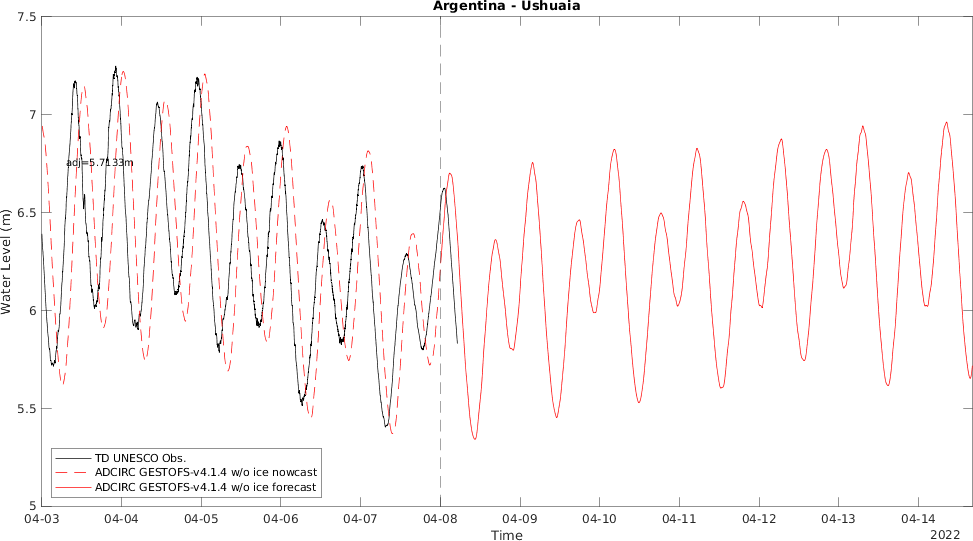 Argentina - Ushuaia
7.5
7
6.5
6
5.5
5
Water Level (m)
adj=5.7133m
TD UNESCO Obs.
ADCIRC GESTOFS-v4.1.4 w/o ice nowcast
ADCIRC GESTOFS-v4.1.4 w/o ice forecast
04-03 04-04 04-05 04-06 04-07 04-08 04-09 04-10 04-11 04-12 04-13 04-14
Time
2022